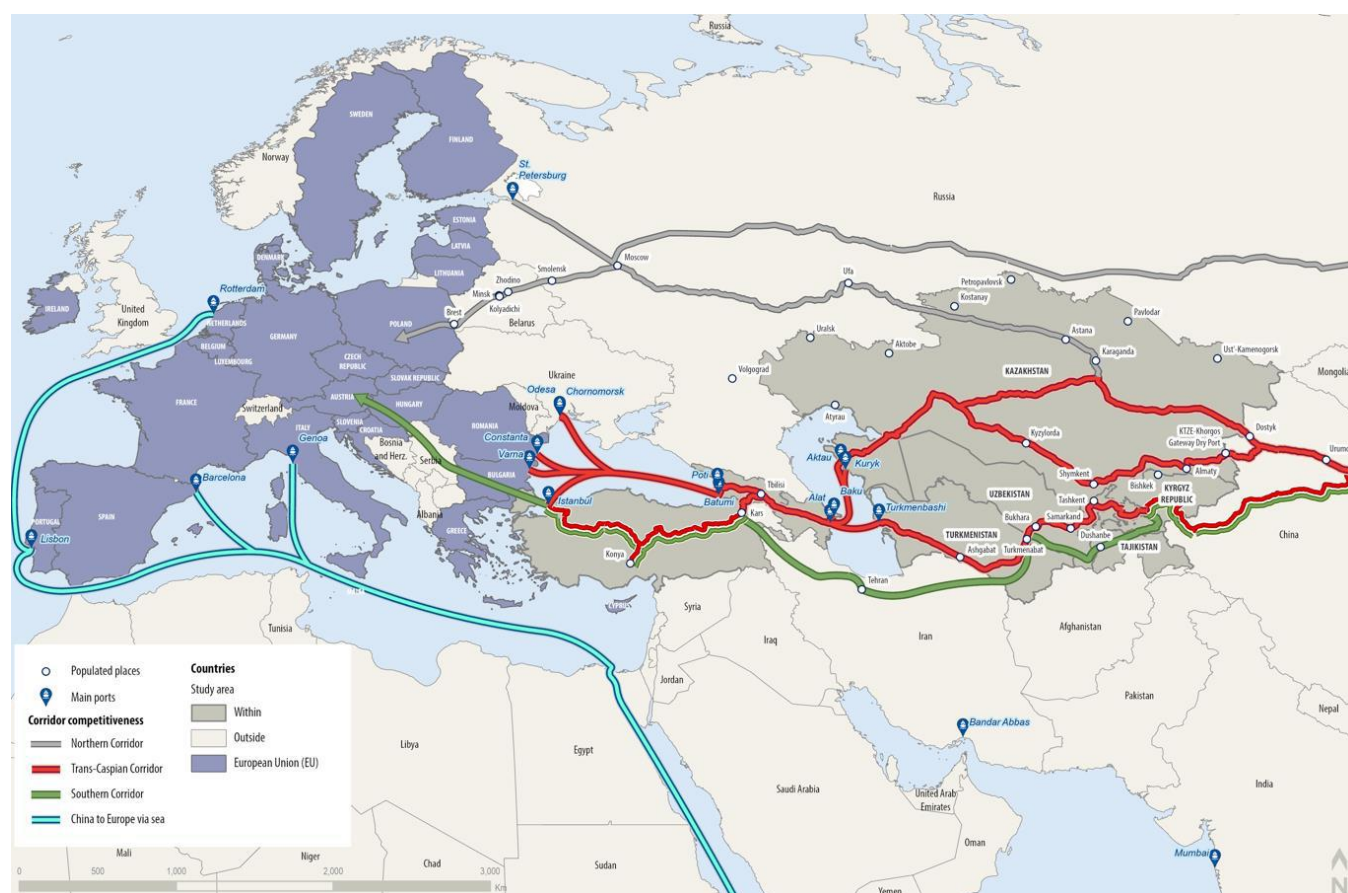 Russia
SWEDEN
FINLAND
Norway
St.
Petersburg
Russia
ESTONIA
LATVIA
LITHUANIA
DENMARK
Moscow
Smolensk
Zhodino
Minsk
Kolyadichi
Ufa
Petropavlovsk
Kostanay
Pavlodar
Rotterdam
IRELAND
United
Kingdom
NETHERLANDS
BELGIUM
LUXEMBOURG
GERMANY
POLAND
Brest
Belarus
Uralsk
Aktobe
Astana
Karaganda
Ust'-Kamenogorsk
CZECH
REPUBLIC
SLOVAK REPUBLIC
Ukraine
Volgograd
KAZAKHSTAN
Mongolia
FRANCE
Switzerland
AUSTRIA
HUNGARY
Moldova
Odesa
Chornomorsk
Atyrau
SLOVENIA
CROATIA
ROMANIA
ITALY
Genoa
Bosnia
and Herz.
Serbia
Constanta
Varna
BULGARIA
Aktau
Kuryk
Kyzylorda
KTZE-Khorgos
Gateway Dry Port
Dostyk
Urumq
Barcelona
Poti
Batumi
Tbilisi
Alat
Baku
Turkmenbashi
Shymkent
Bishkek
Almaty
KYRGYZ
REPUBLIC
UZBEKISTAN
Tashkent
Istanbul
Kars
Bukhara
Samarkand
PORTUGAL
SPAIN
Lisbon
Albania
GREECE
Konya
TURKMENISTAN
Ashgabat
Turkmenabat
Dushanbe
TAJIKISTAN
China
Tehran
CYPRUS
Syria
Tunisia
Iraq
Iran
Afghanistan
Jordan
Pakistan
Nepal
Libya
Egypt
Bandar Abbas
Saudi Arabia
United Arab
Emirates
Oman
India
Mumbai
Yemen
Mali
Niger
Chad
Sudan
Populated places
Main ports
Corridor competitiveness
Northern Corridor
Trans-Caspian Corridor
Southern Corridor
China to Europe via sea
Countries
Study area
Within
Outside
European Union (EU)
0 500 1,000 2,000 3,000
Km
N